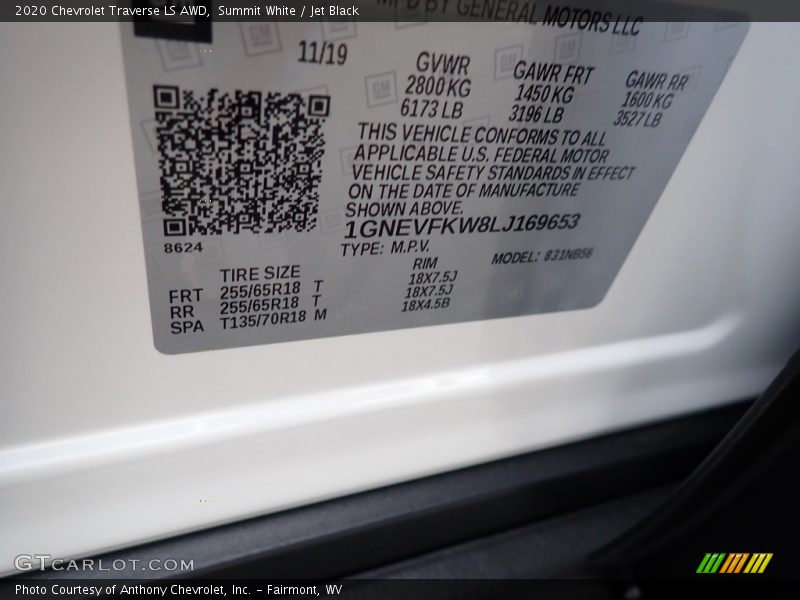 2020 Chevrolet Traverse LS AWD, Summit White / Jet Black
MFD BY GENERAL MOTORS LLC
11/19
GVWR
2800 KG
6173 LB
GAWR FRT
1450 KG
3196 LB
GAWR RR
1600 KG
3527 LB
THIS VEHICLE CONFORMS TO ALL
APPLICABLE U.S. FEDERAL MOTOR
VEHICLE SAFETY STANDARDS IN EFFECT
ON THE DATE OF MANUFACTURE
SHOWN ABOVE.
1GNEVFKW8LJ169653
8624
TYPE: M.P.V.
MODEL: 831NB56
TIRE SIZE RIM
FRT 255/65R18 T 18X7.5J
RR 255/65R18 T 18X7.5J
SPA T135/70R18 M 18X4.5B
GTCARLOT.COM
Photo Courtesy of Anthony Chevrolet, Inc. – Fairmont, WV